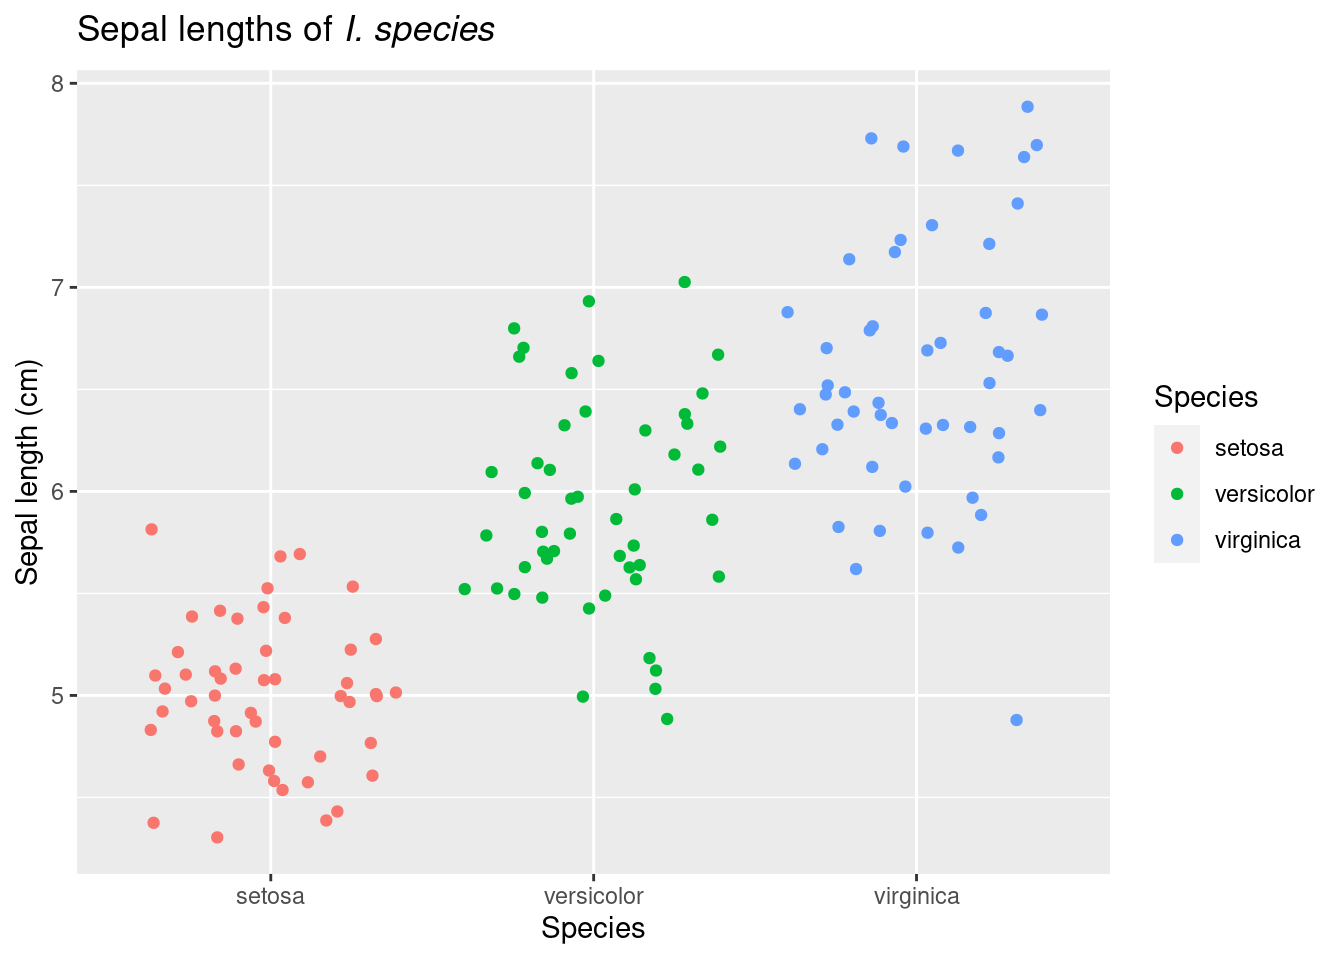 Sepal lengths of I. species
8
7
6
5
Sepal length (cm)
setosa versicolor virginica
Species
Species
setosa
versicolor
virginica